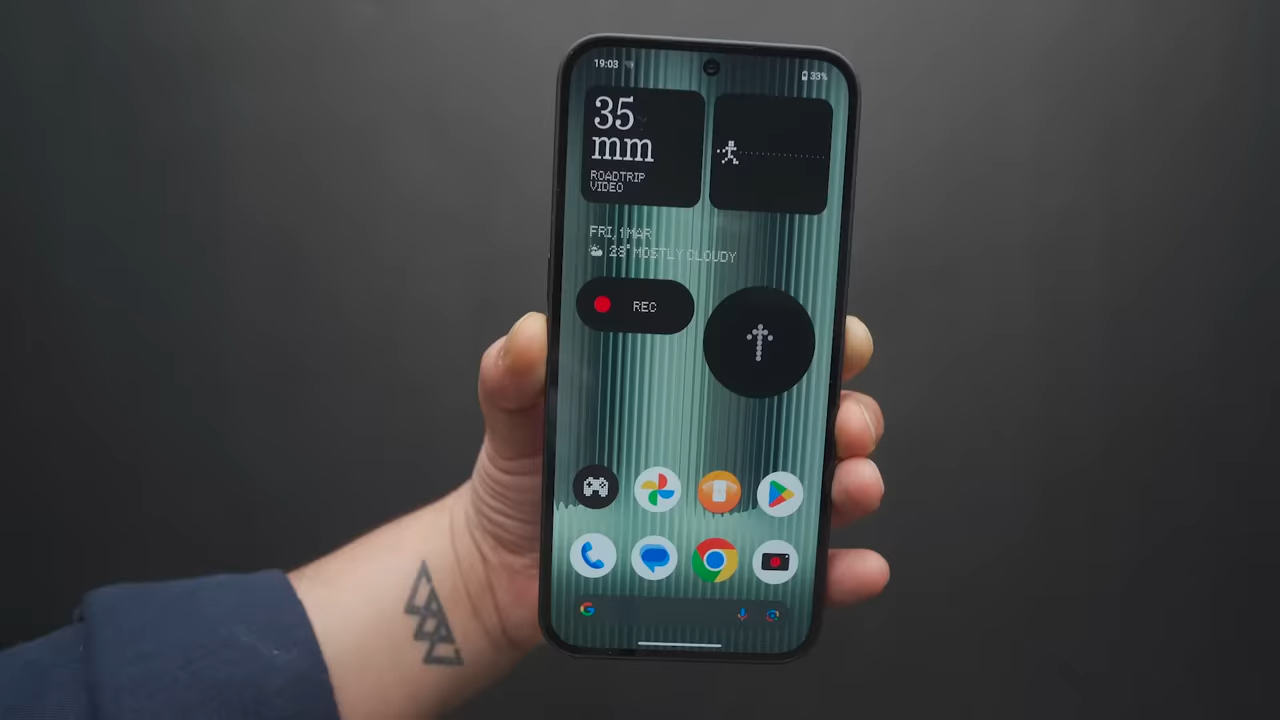 19:03
33%
35
mm
ROADTRIP
VIDEO
FRI, 1 MAR
28° MOSTLY CLOUDY
REC